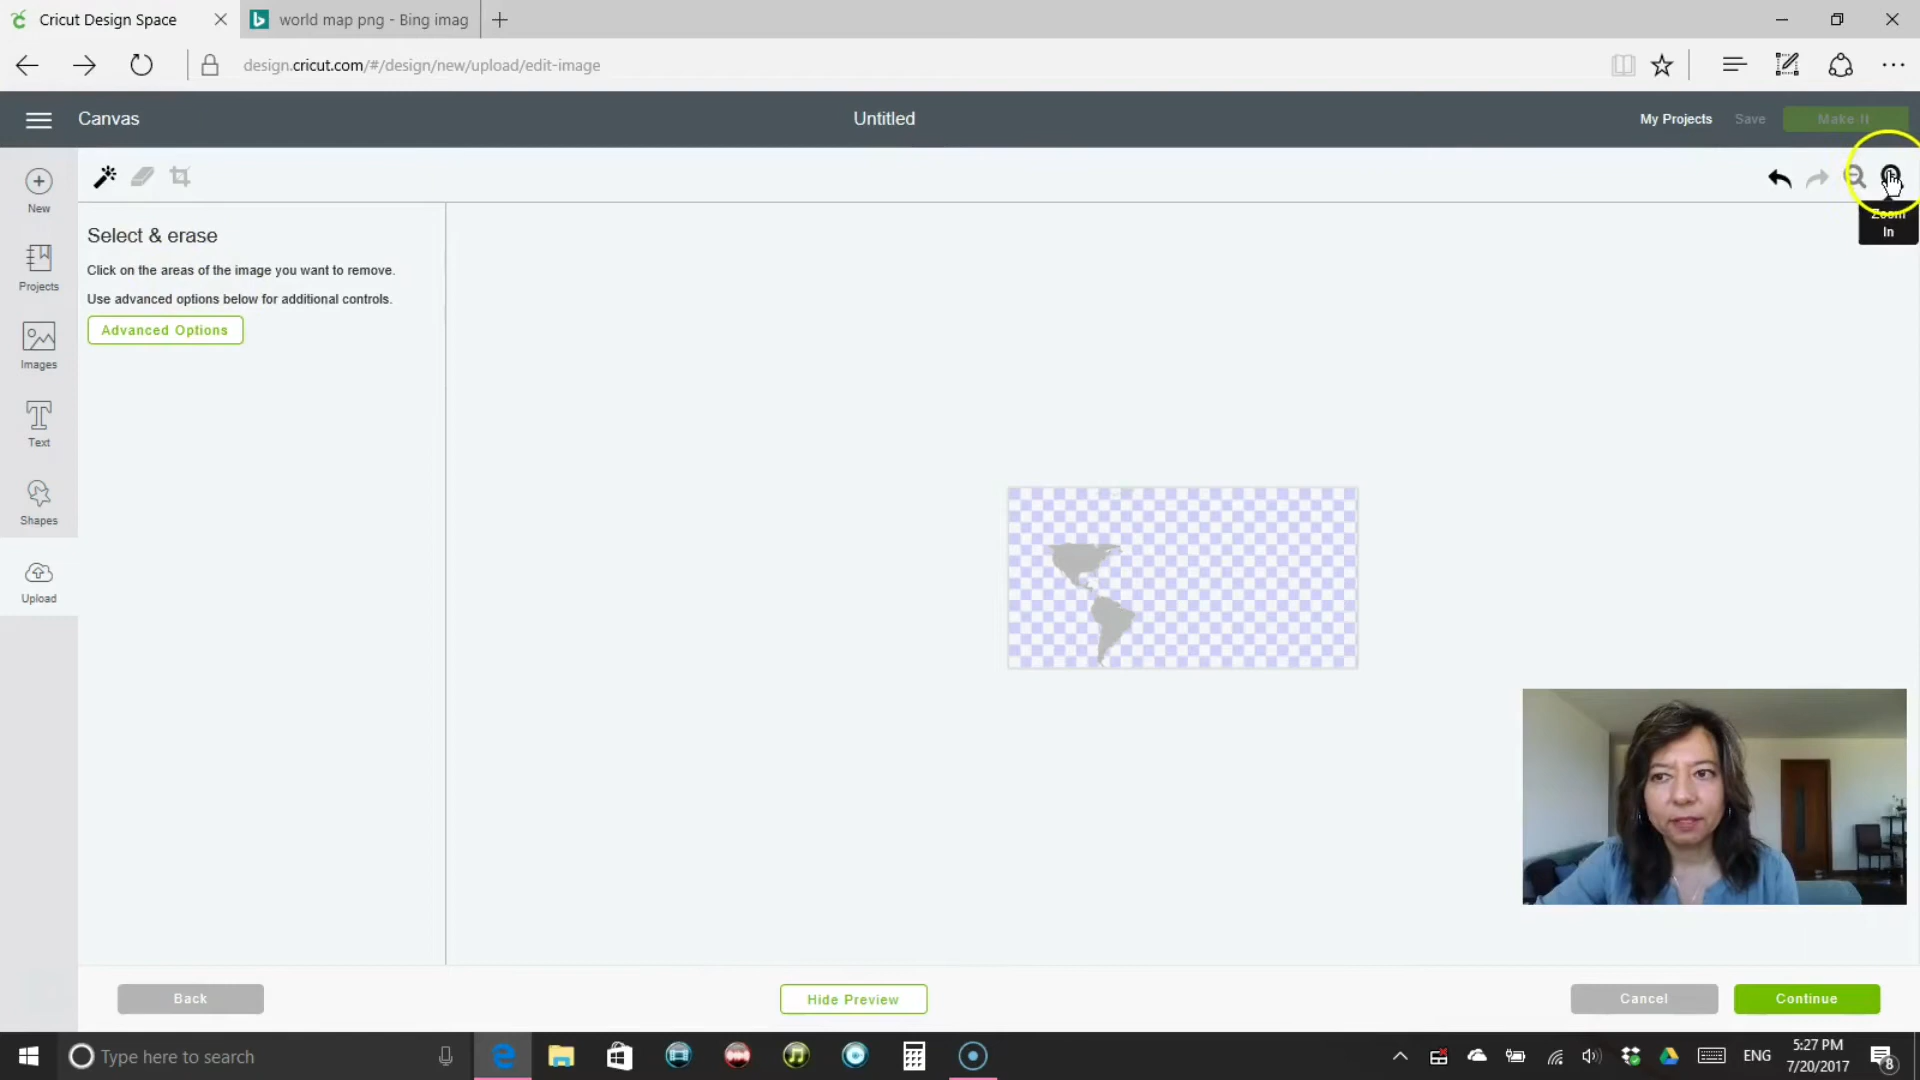 Cricut Design Space
world map png - Bing imag
design.cricut.com/#/design/new/upload/edit-image
Canvas
Untitled
My Projects
Save
Make It
New
Projects
Images
Text
Shapes
Upload
Zoom
In
Select & erase
Click on the areas of the image you want to remove.
Use advanced options below for additional controls.
Advanced Options
Back
Hide Preview
Cancel
Continue
Type here to search
ENG
5:27 PM
7/20/2017
8